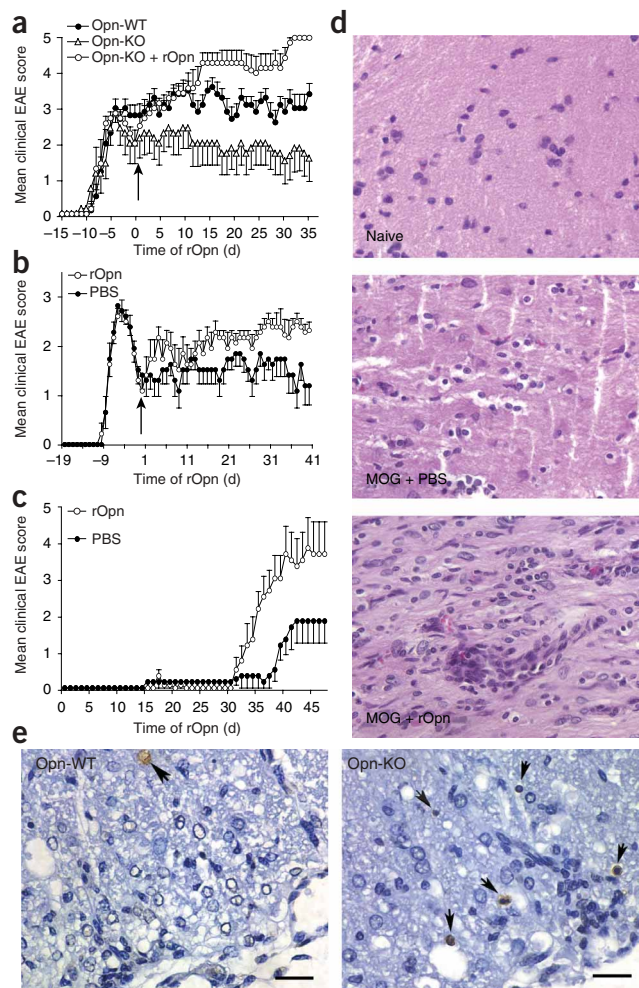 a
Opn-WT
Opn-KO
Opn-KO + rOpn
Mean clinical EAE score
5
4
3
2
1
0
−15 −10 −5 0 5 10 15 20 25 30 35
Time of rOpn (d)
b
rOpn
PBS
Mean clinical EAE score
3
2
1
0
−19 −9 1 11 21 31 41
Time of rOpn (d)
c
rOpn
PBS
Mean clinical EAE score
5
4
3
2
1
0
0 5 10 15 20 25 30 35 40 45
Time of rOpn (d)
d
Naive
MOG + PBS
MOG + rOpn
e
Opn-WT
Opn-KO